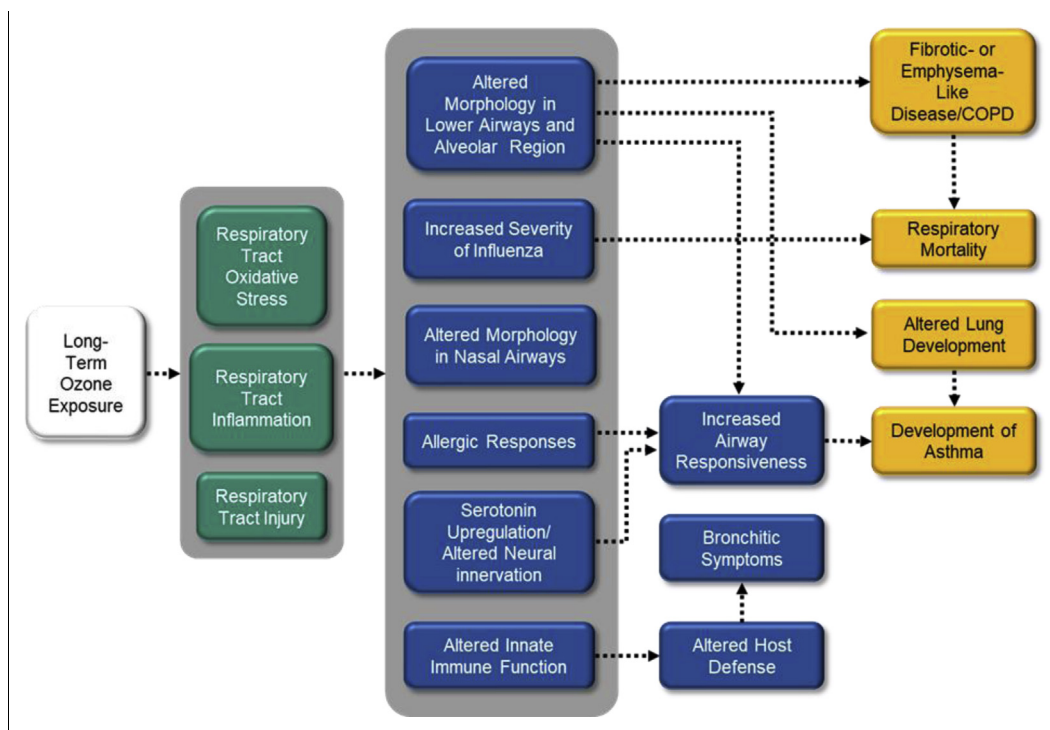 Long-
Term
Ozone
Exposure
Respiratory
Tract
Oxidative
Stress
Respiratory
Tract
Inflammation
Respiratory
Tract Injury
Altered
Morphology in
Lower Airways and
Alveolar Region
Increased Severity
of Influenza
Altered Morphology
in Nasal Airways
Allergic Responses
Serotonin
Upregulation/
Altered Neural
innervation
Altered Innate
Immune Function
Increased
Airway
Responsiveness
Bronchitic
Symptoms
Altered Host
Defense
Fibrotic- or
Emphysema-
Like
Disease/COPD
Respiratory
Mortality
Altered Lung
Development
Development of
Asthma